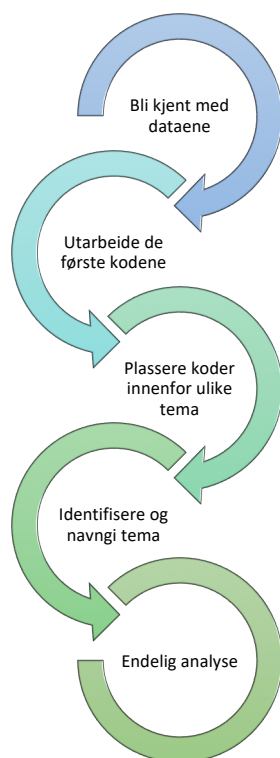 Bli kjent med
dataene
Utarbeide de
første kodene
Plassere koder
innenfor ulike
tema
Identifisere og
navngi tema
Endelig analyse